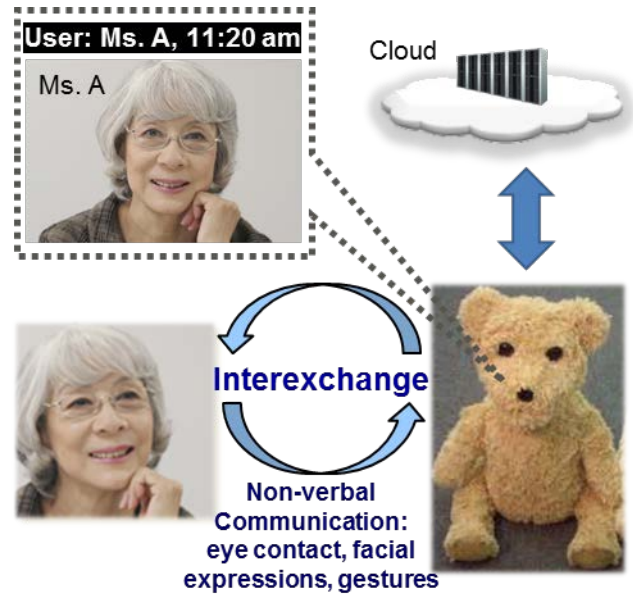 User: Ms. A, 11:20 am
Ms. A
Cloud
Interexchange
Non-verbal
Communication:
eye contact, facial
expressions, gestures